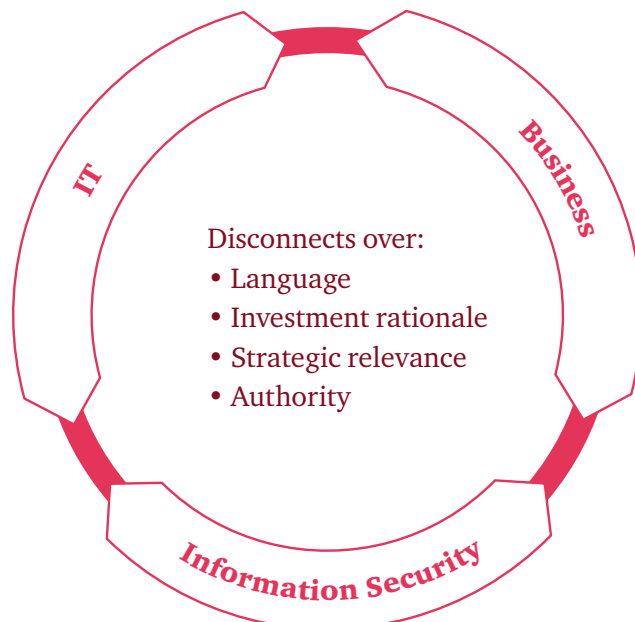 IT
Business
Disconnects over:
• Language
• Investment rationale
• Strategic relevance
• Authority
Information Security